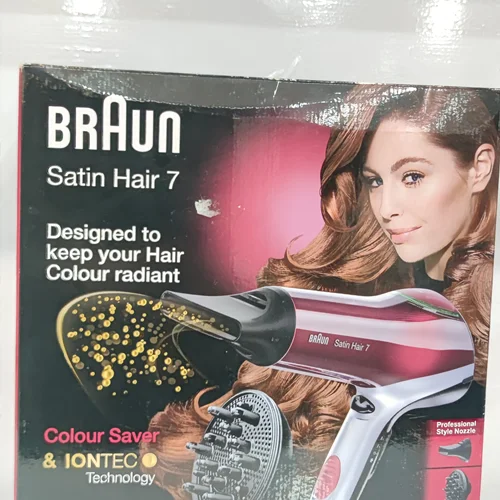 BRAUN
Satin Hair 7
Designed to
keep your Hair
Colour radiant
BRAUN Satin Hair 7
Colour Saver
& IONTEC
Technology
Professional
Style Nozzle